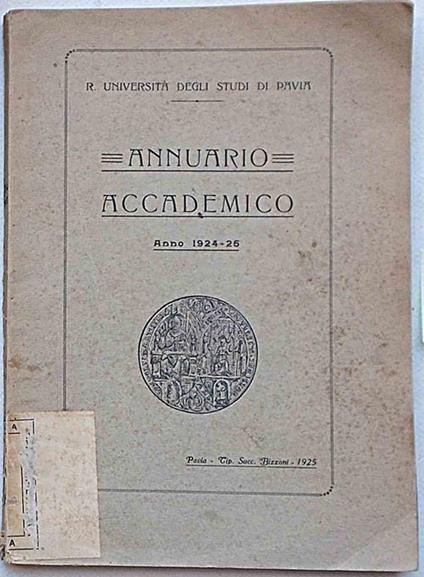 R. UNIVERSITÀ DEGLI STUDI DI PAVIA
ANNUARIO
ACCADEMICO
Anno 1924-25
Pavia - Tip. Succ. Bizzoni - 1925
A
A